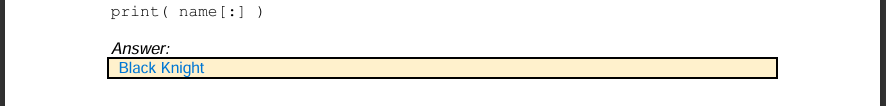 print( name[:] )
Answer:
Black Knight